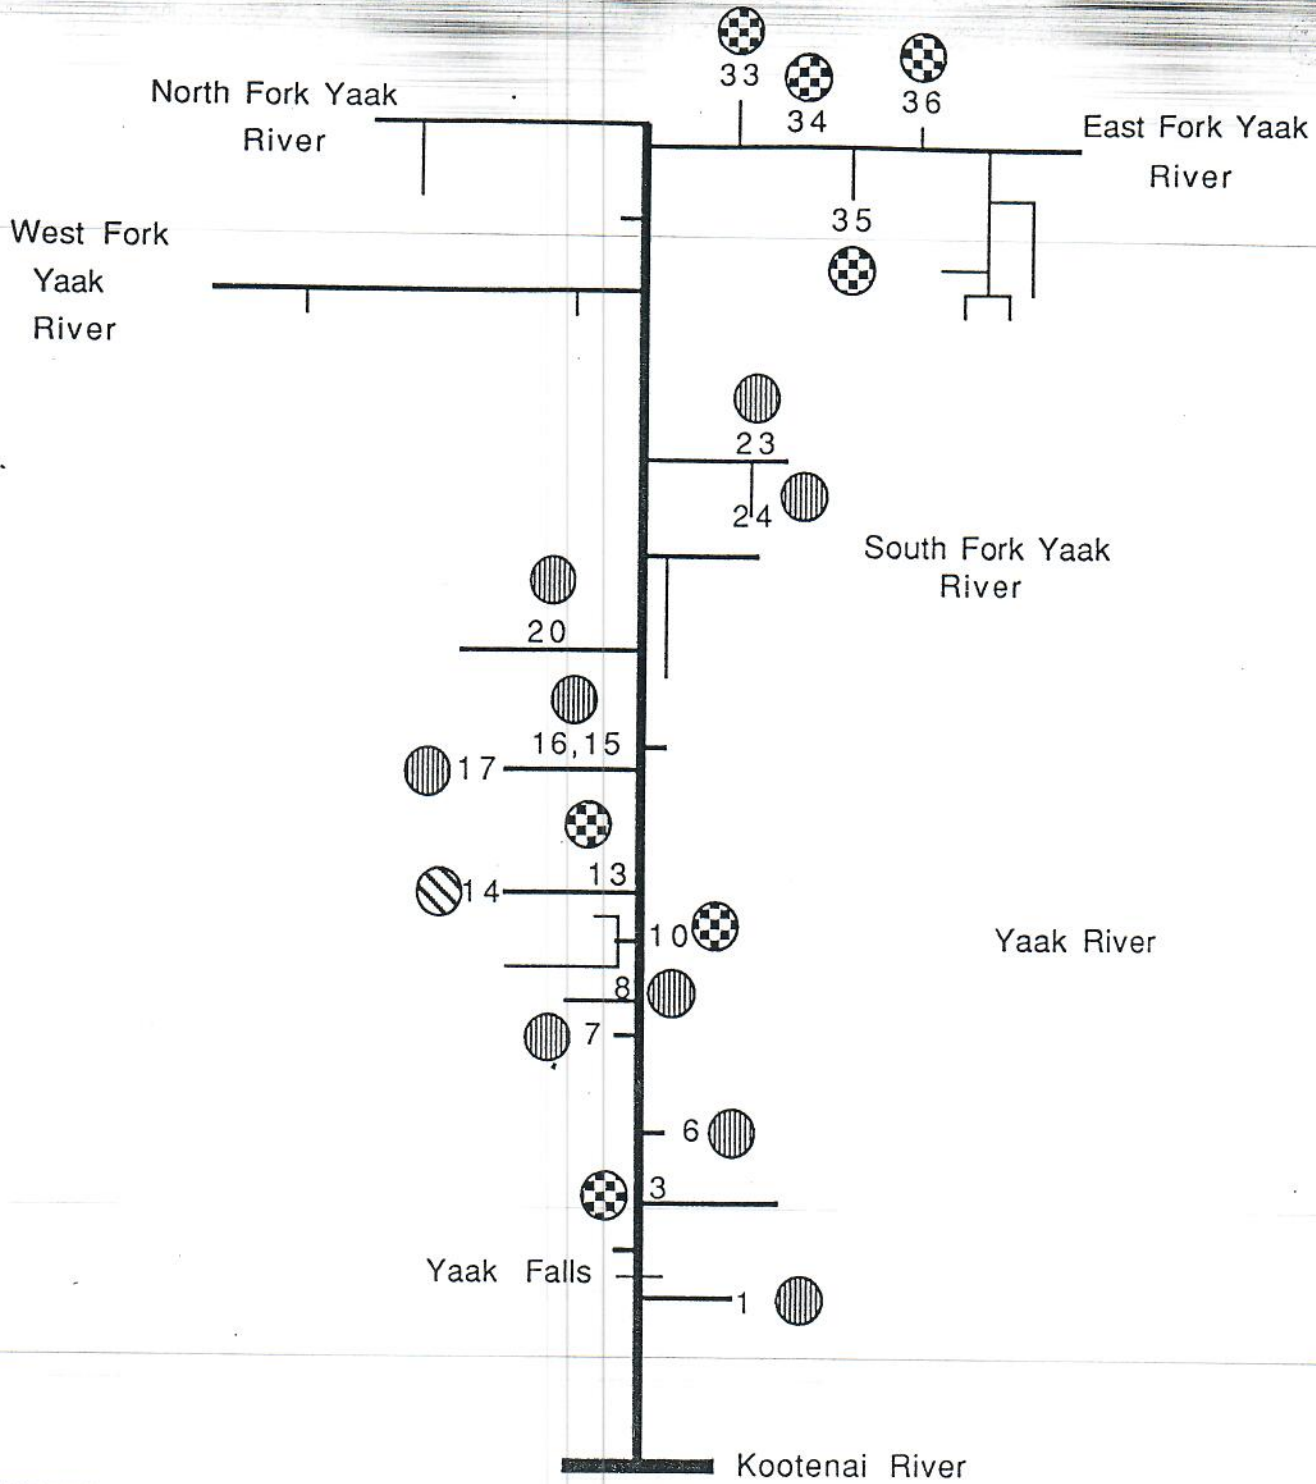 33
34
36
North Fork Yaak
River
East Fork Yaak
River
35
West Fork
Yaak
River
23
24
South Fork Yaak
River
20
16,15
17
13
14
10
Yaak River
8
7
6
3
Yaak Falls
1
Kootenai River